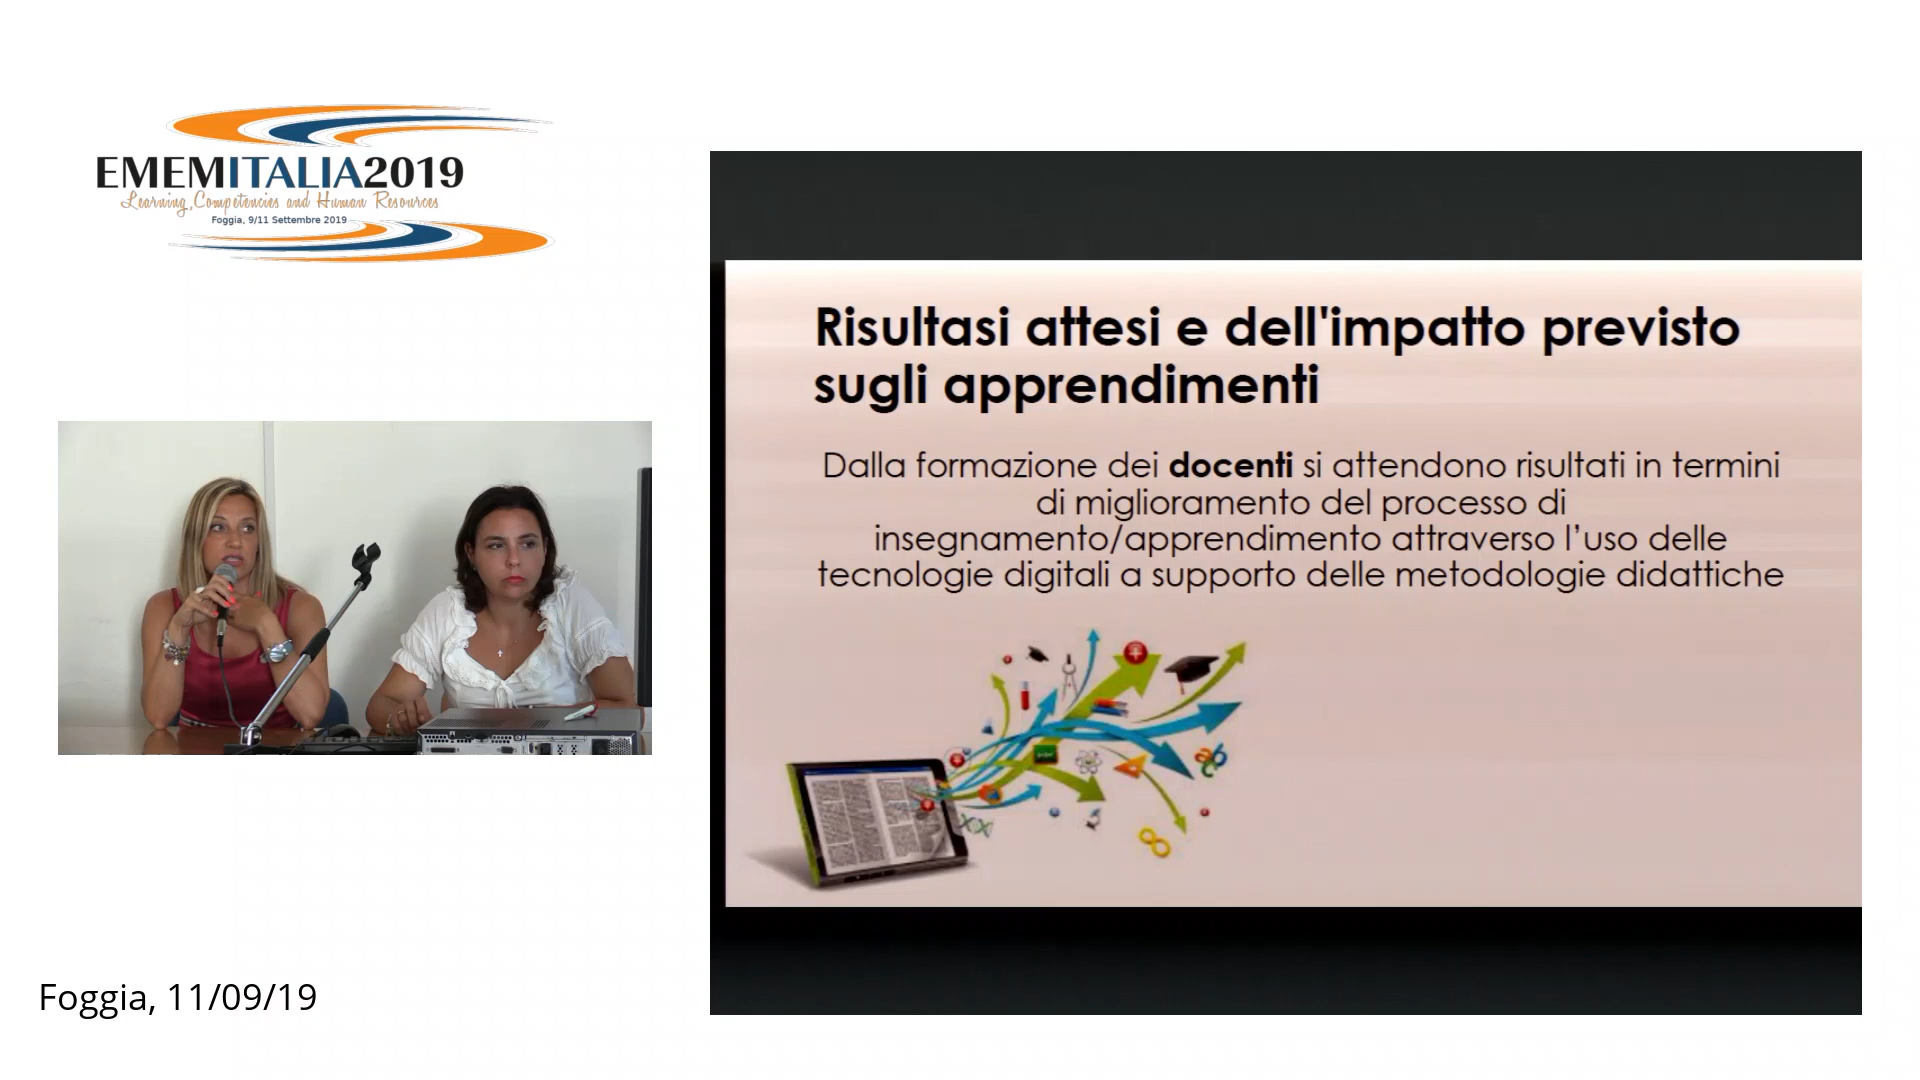 EMEMITALIA2019
Learning, Competencies and Human Resources
Foggia, 9/11 Settembre 2019
Risultasi attesi e dell'impatto previsto
sugli apprendimenti
Dalla formazione dei docenti si attendono risultati in termini
di miglioramento del processo di
insegnamento/apprendimento attraverso l’uso delle
tecnologie digitali a supporto delle metodologie didattiche
Foggia, 11/09/19